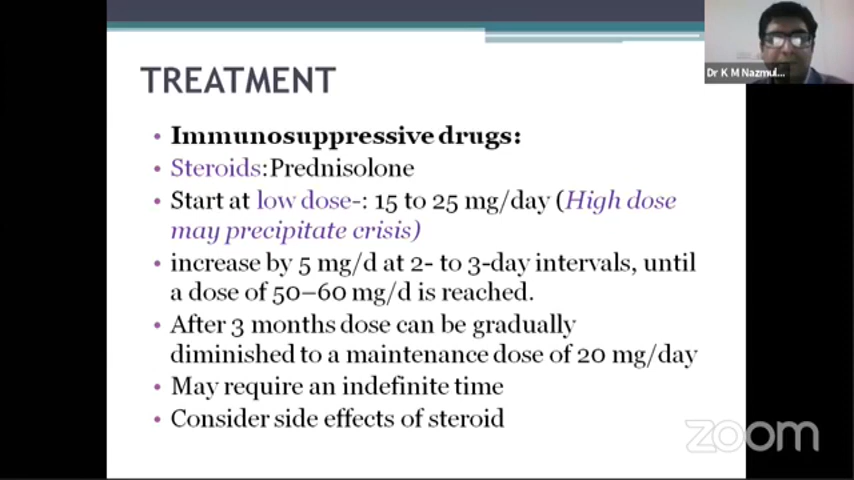 Dr K M Nazmul...
TREATMENT
• Immunosuppressive drugs:
• Steroids:Prednisolone
• Start at low dose-: 15 to 25 mg/day (High dose
may precipitate crisis)
• increase by 5 mg/d at 2- to 3-day intervals, until
a dose of 50–60 mg/d is reached.
• After 3 months dose can be gradually
diminished to a maintenance dose of 20 mg/day
• May require an indefinite time
• Consider side effects of steroid
zoom